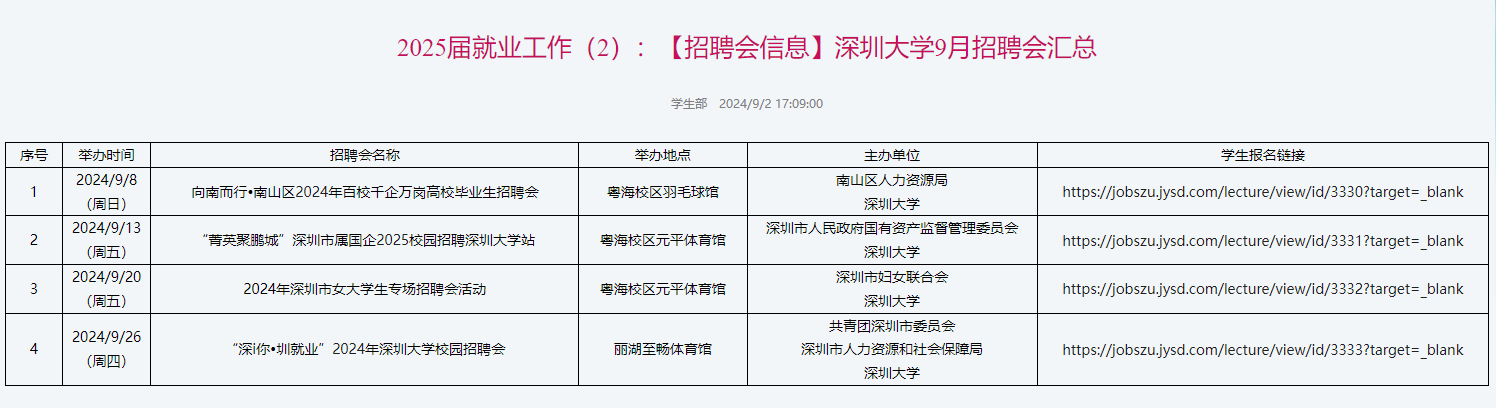 2025届就业工作（2）：【招聘会信息】深圳大学9月招聘会汇总
学生部 2024/9/2 17:09:00
序号 举办时间 招聘会名称 举办地点 主办单位 学生报名链接
1 2024/9/8 （周日） 向南而行•南山区2024年百校千企万岗高校毕业生招聘会 粤海校区羽毛球馆 南山区人力资源局 深圳大学 https://jobszu.jysd.com/lecture/view/id/3330?target=_blank
2 2024/9/13 （周五） “菁英聚鹏城”深圳市属国企2025校园招聘深圳大学站 粤海校区元平体育馆 深圳市人民政府国有资产监督管理委员会 深圳大学 https://jobszu.jysd.com/lecture/view/id/3331?target=_blank
3 2024/9/20 （周五） 2024年深圳市女大学生专场招聘会活动 粤海校区元平体育馆 深圳市妇女联合会 深圳大学 https://jobszu.jysd.com/lecture/view/id/3332?target=_blank
4 2024/9/26 （周四） “深i你•圳就业”2024年深圳大学校园招聘会 丽湖至畅体育馆 共青团深圳市委员会 深圳市人力资源和社会保障局 深圳大学 https://jobszu.jysd.com/lecture/view/id/3333?target=_blank